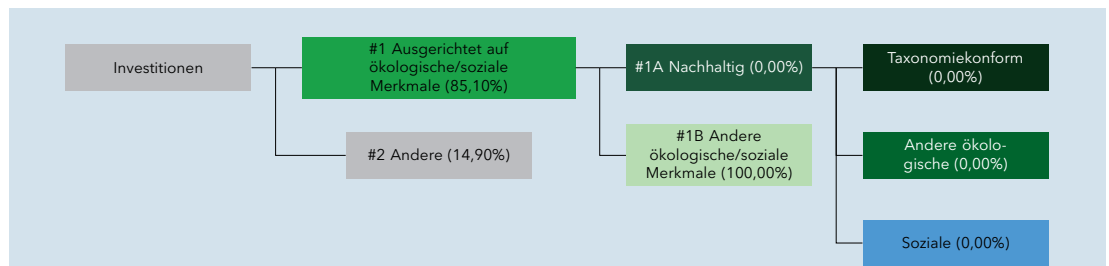 Investitionen
#1 Ausgerichtet auf
ökologische/soziale
Merkmale (85,10%)
#2 Andere (14,90%)
#1A Nachhaltig (0,00%)
#1B Andere
ökologische/soziale
Merkmale (100,00%)
Taxonomiekonform
(0,00%)
Andere ökolo-
gische (0,00%)
Soziale (0,00%)